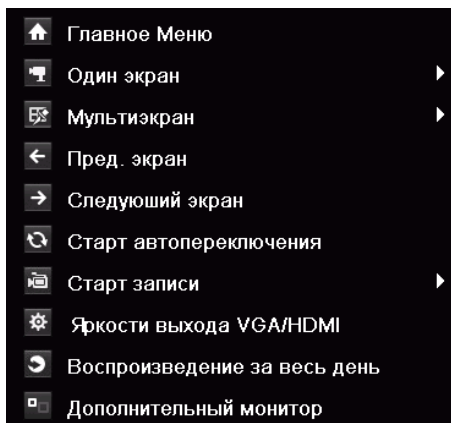 Главное Меню
Один экран
Мультиэкран
Пред. экран
Следуюший экран
Старт автопереключения
Старт записи
Яркости выхода VGA/HDMI
Воспроизведение за весь день
Дополнительный монитор